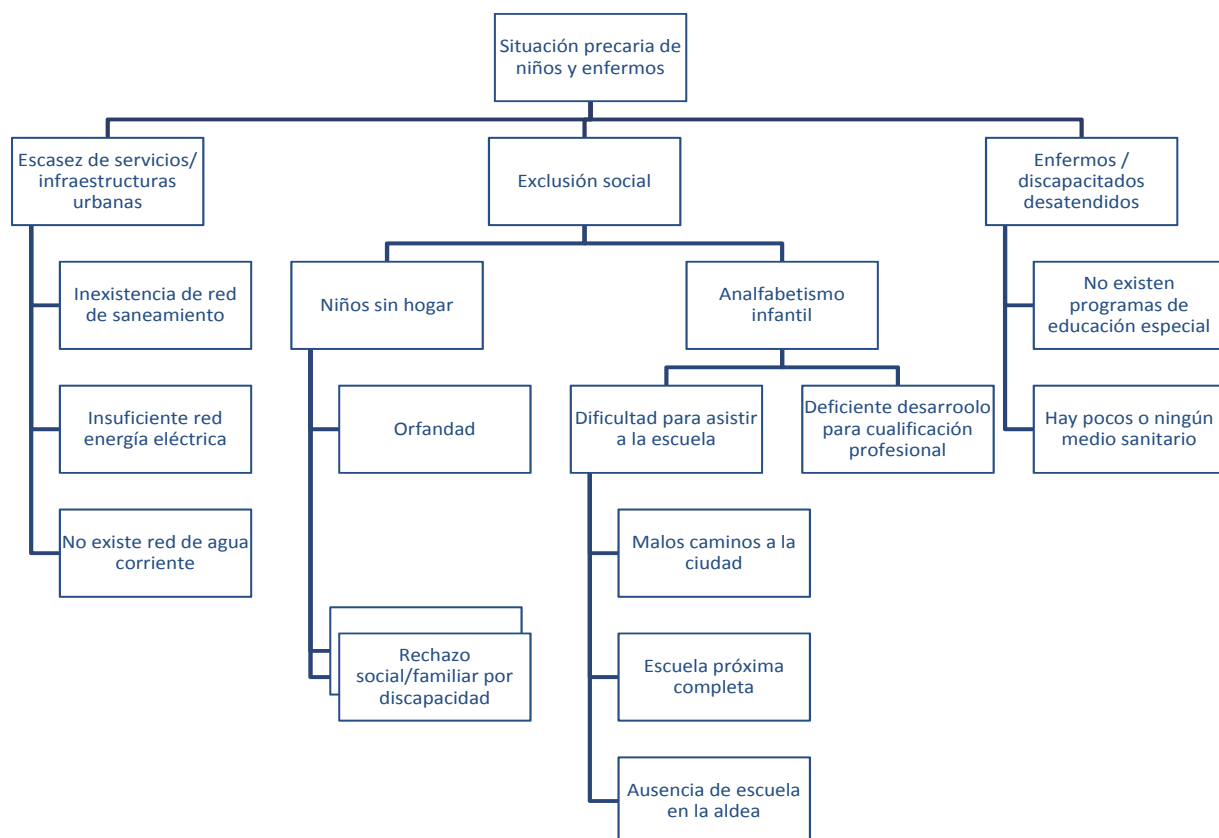 Situación precaria de
niños y enfermos
Escasez de servicios/
infraestructuras
urbanas
Exclusión social
Enfermos /
discapacitados
desatendidos
Inexistencia de red
de saneamiento
Niños sin hogar
Analfabetismo
infantil
No existen
programas de
educación especial
Insuficiente red
energía eléctrica
Orfandad
Dificultad para asistir
a la escuela
Deficiente desarroolo
para cualificación
profesional
Hay pocos o ningún
medio sanitario
No existe red de agua
corriente
Malos caminos a la
ciudad
Rechazo
social/familiar por
discapacidad
Escuela próxima
completa
Ausencia de escuela
en la aldea